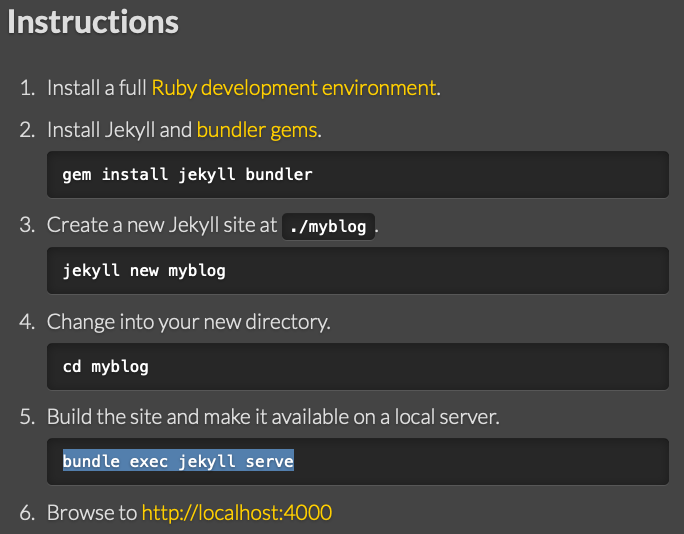 Instructions
1. Install a full Ruby development environment.
2. Install Jekyll and bundler gems.
gem install jekyll bundler
3. Create a new Jekyll site at ./myblog.
jekyll new myblog
4. Change into your new directory.
cd myblog
5. Build the site and make it available on a local server.
bundle exec jekyll serve
6. Browse to http://localhost:4000